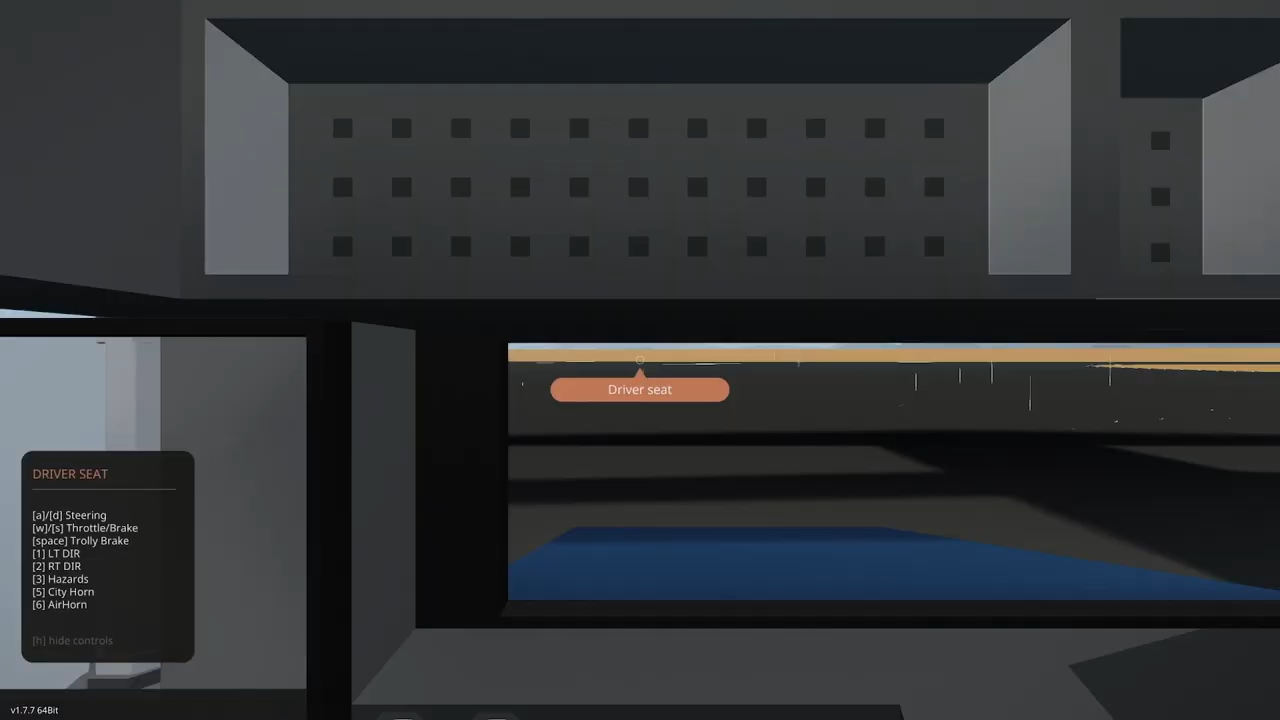 Driver seat
DRIVER SEAT
[a]/[d] Steering
[w]/[s] Throttle/Brake
[space] Trolly Brake
[1] LT DIR
[2] RT DIR
[3] Hazards
[5] City Horn
[6] AirHorn
[h] hide controls
v1.7.7 64Bit